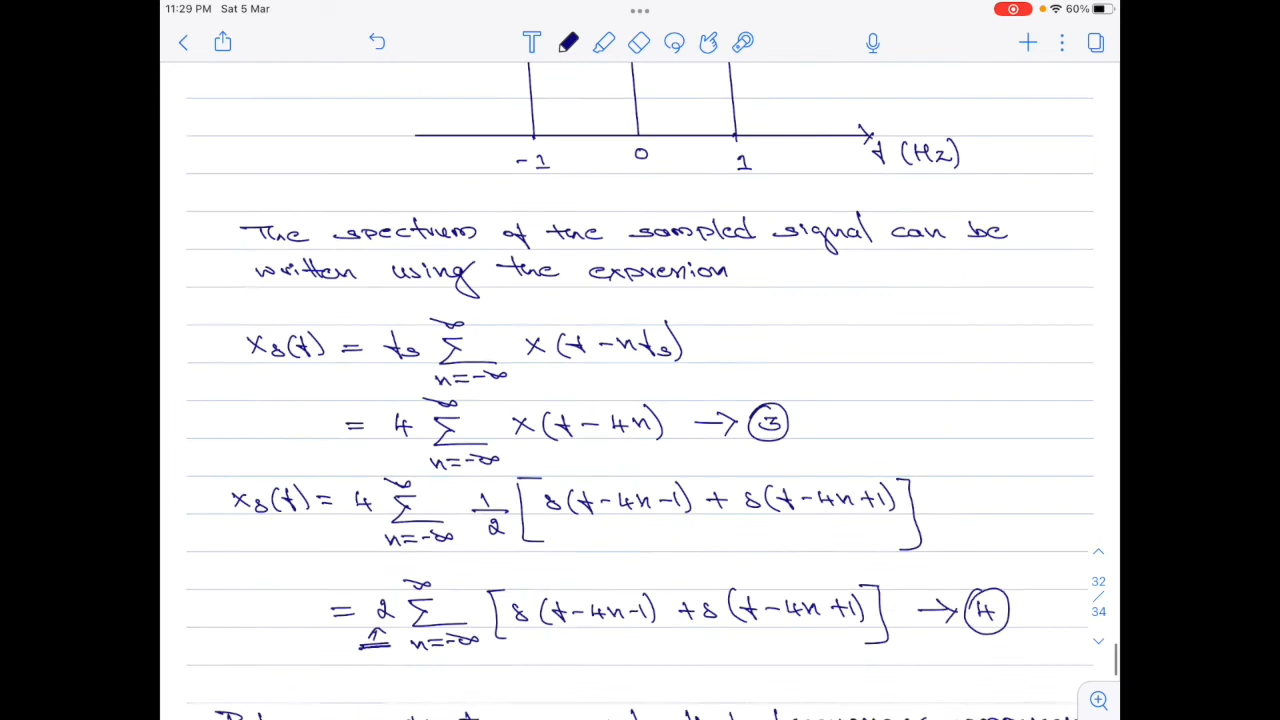 11:29 PM Sat 5 Mar
60%
-1 0 1 f (Hz)
The spectrum of the sampled signal can be
written using the expression
Xs(f) = fs ∑ n=-∞ ∞ X(f-nfs)
= 4 ∑ n=-∞ ∞ X(f-4n) → ③
Xs(f) = 4 ∑ n=-∞ ∞ 1/2 [δ(f-4n-1) + δ(f-4n+1)]
= 2 ∑ n=-∞ ∞ [δ(f-4n-1) + δ(f-4n+1)] → ④
32
/
34